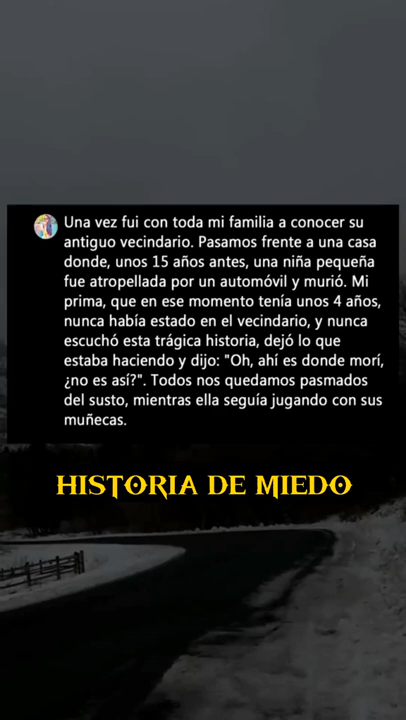 Una vez fui con toda mi familia a conocer su
antiguo vecindario. Pasamos frente a una casa
donde, unos 15 años antes, una niña pequeña
fue atropellada por un automóvil y murió. Mi
prima, que en ese momento tenía unos 4 años,
nunca había estado en el vecindario, y nunca
escuchó esta trágica historia, dejó lo que
estaba haciendo y dijo: "Oh, ahí es donde morí,
¿no es así?". Todos nos quedamos pasmados
del susto, mientras ella seguía jugando con sus
muñecas.
HISTORIA DE MIEDO